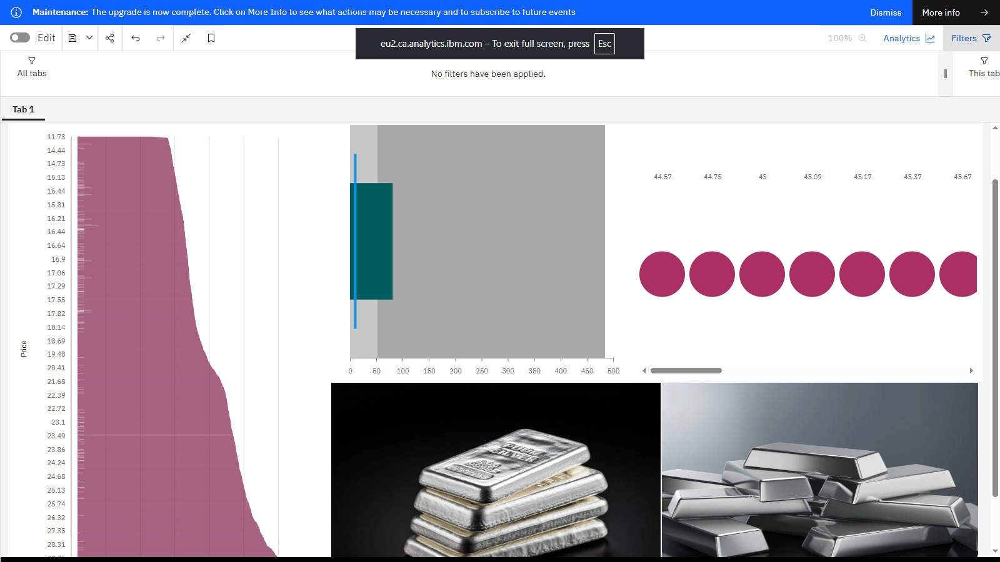 Maintenance: The upgrade is now complete. Click on More Info to see what actions may be necessary and to subscribe to future events
Dismiss
More info
Edit
eu2.ca.analytics.ibm.com – To exit full screen, press Esc
100%
Analytics
Filters
All tabs
No filters have been applied.
This tab
Tab 1
Price
11.73
14.44
14.73
15.13
15.44
15.81
16.21
16.44
16.64
16.9
17.06
17.29
17.55
17.82
18.14
18.69
19.48
20.41
21.68
22.39
22.72
23.1
23.49
23.86
24.24
24.68
25.13
25.74
26.32
27.35
28.31
0 50 100 150 200 250 300 350 400 450 500
44.57 44.75 45 45.09 45.17 45.37 45.67
SILVER